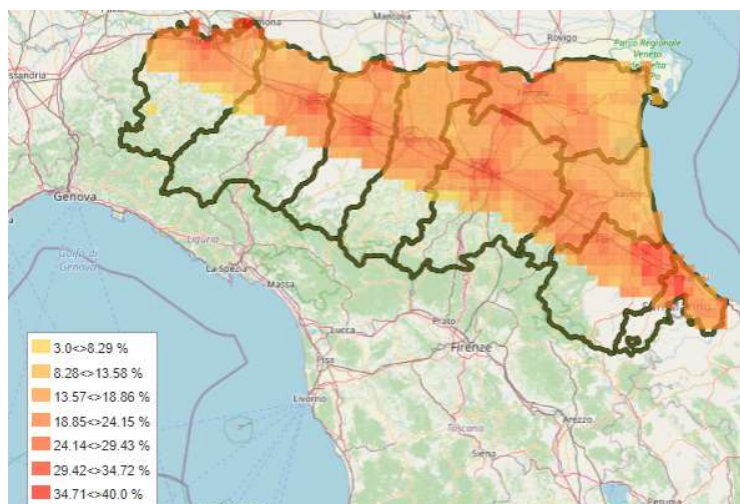 Mantova
Rovigo
Parco Regionale
Veneto
Genova
Golfo di
Genova
Liguria
La Spezia
Massa
Lucca
Prato
Pisa
Firenze
Livorno
Arezzo
Toscana
Siena
Perugia
3.0<>8.29 %
8.28<>13.58 %
13.57<>18.86 %
18.85<>24.15 %
24.14<>29.43 %
29.42<>34.72 %
34.71<>40.0 %